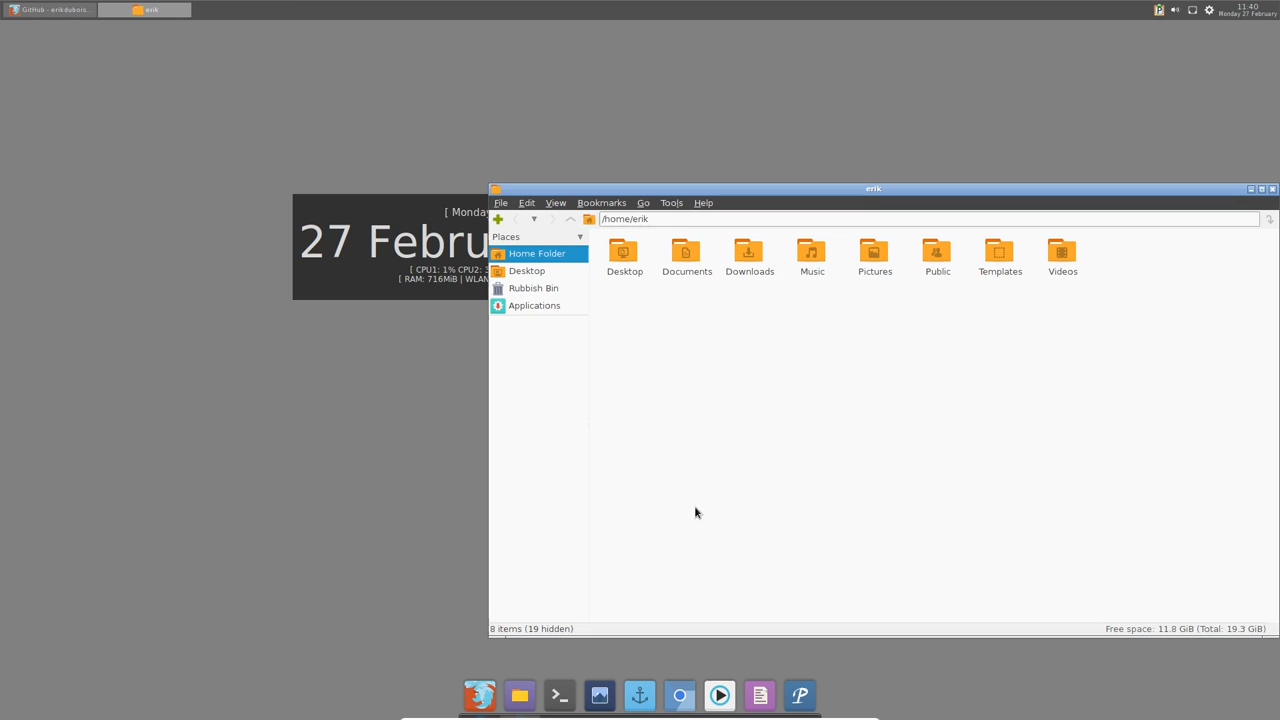 GitHub - erikdubois...
erik
11:40
Monday 27 February
[ Monday
27 Febru
[ CPU1: 1% CPU2: 3
[ RAM: 716MiB | WLAN
erik
File Edit View Bookmarks Go Tools Help
/home/erik
Places
Home Folder
Desktop
Rubbish Bin
Applications
Desktop Documents Downloads Music Pictures Public Templates Videos
8 items (19 hidden)
Free space: 11.8 GiB (Total: 19.3 GiB)